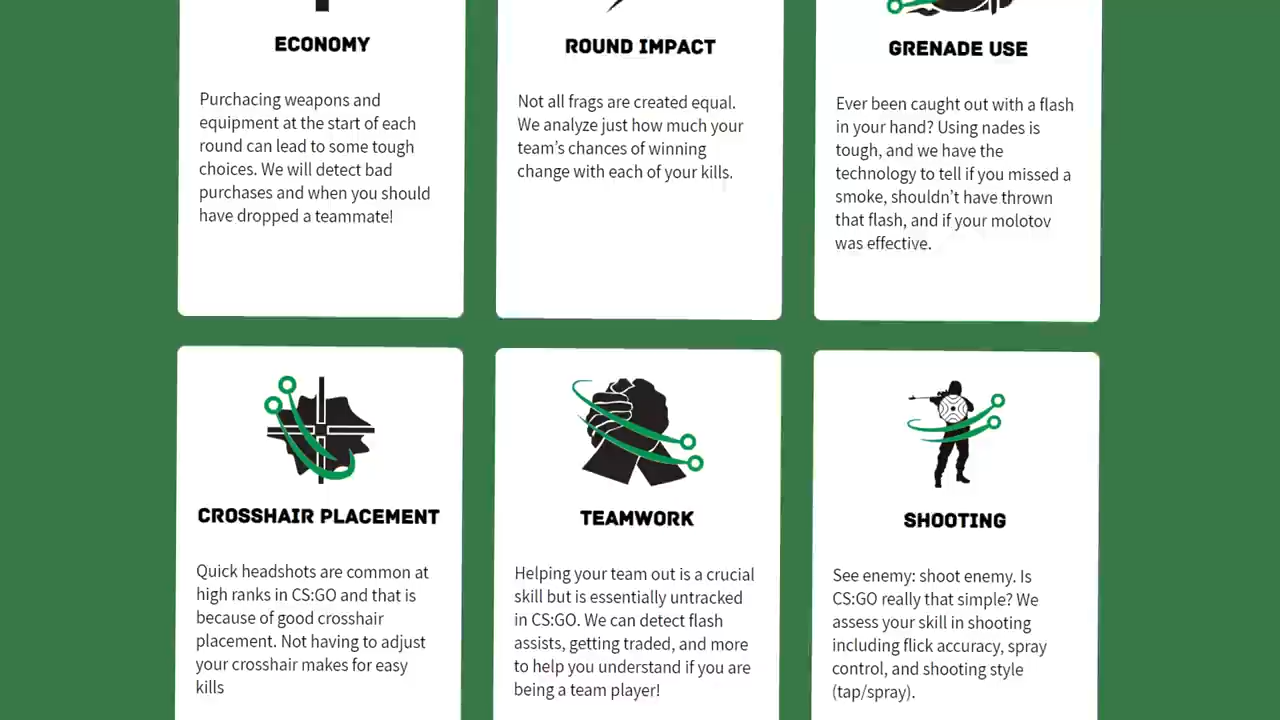 ECONOMY
Purchasing weapons and
equipment at the start of each
round can lead to some tough
choices. We will detect bad
purchases and when you should
have dropped a teammate!
ROUND IMPACT
Not all frags are created equal.
We analyze just how much your
team’s chances of winning
change with each of your kills.
GRENADE USE
Ever been caught out with a flash
in your hand? Using nades is
tough, and we have the
technology to tell if you missed a
smoke, shouldn’t have thrown
that flash, and if your molotov
was effective.
CROSSHAIR PLACEMENT
Quick headshots are common at
high ranks in CS:GO and that is
because of good crosshair
placement. Not having to adjust
your crosshair makes for easy
kills
TEAMWORK
Helping your team out is a crucial
skill but is essentially untracked
in CS:GO. We can detect flash
assists, getting traded, and more
to help you understand if you are
being a team player!
SHOOTING
See enemy: shoot enemy. Is
CS:GO really that simple? We
assess your skill in shooting
including flick accuracy, spray
control, and shooting style
(tap/spray).